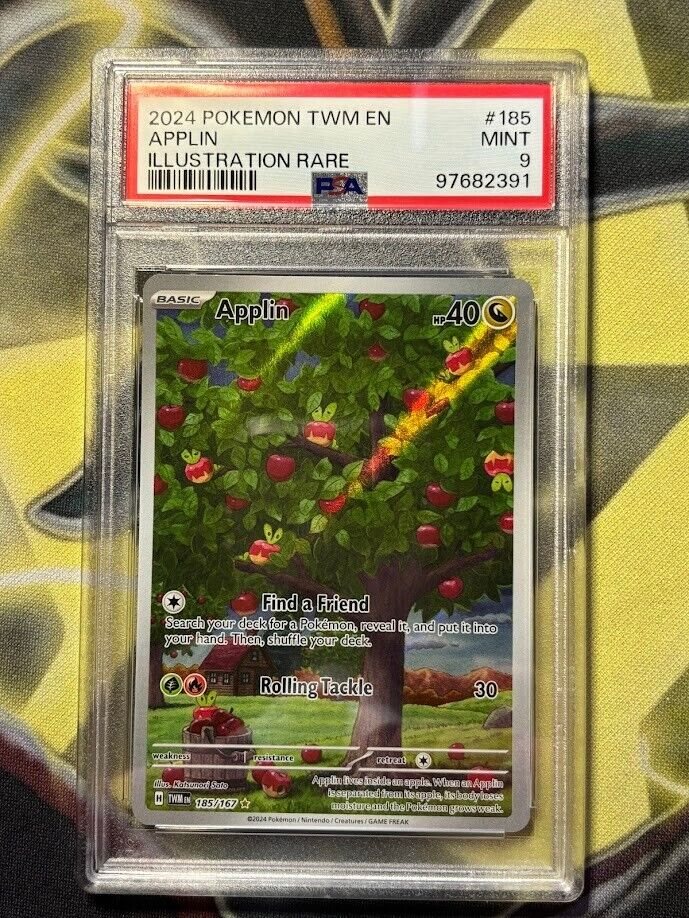 2024 POKEMON TWM EN #185
APPLIN MINT
ILLUSTRATION RARE 9
PSA 97682391
BASIC Applin HP40
Find a Friend
Search your deck for a Pokémon, reveal it, and put it into
your hand. Then, shuffle your deck.
Rolling Tackle 30
weakness resistance retreat
Illus. Katsunori Sato
H TWM EN 185/167
Applin lives inside an apple. When an Applin
is separated from its apple, its body loses
moisture and the Pokémon grows weak.
©2024 Pokémon / Nintendo / Creatures / GAME FREAK